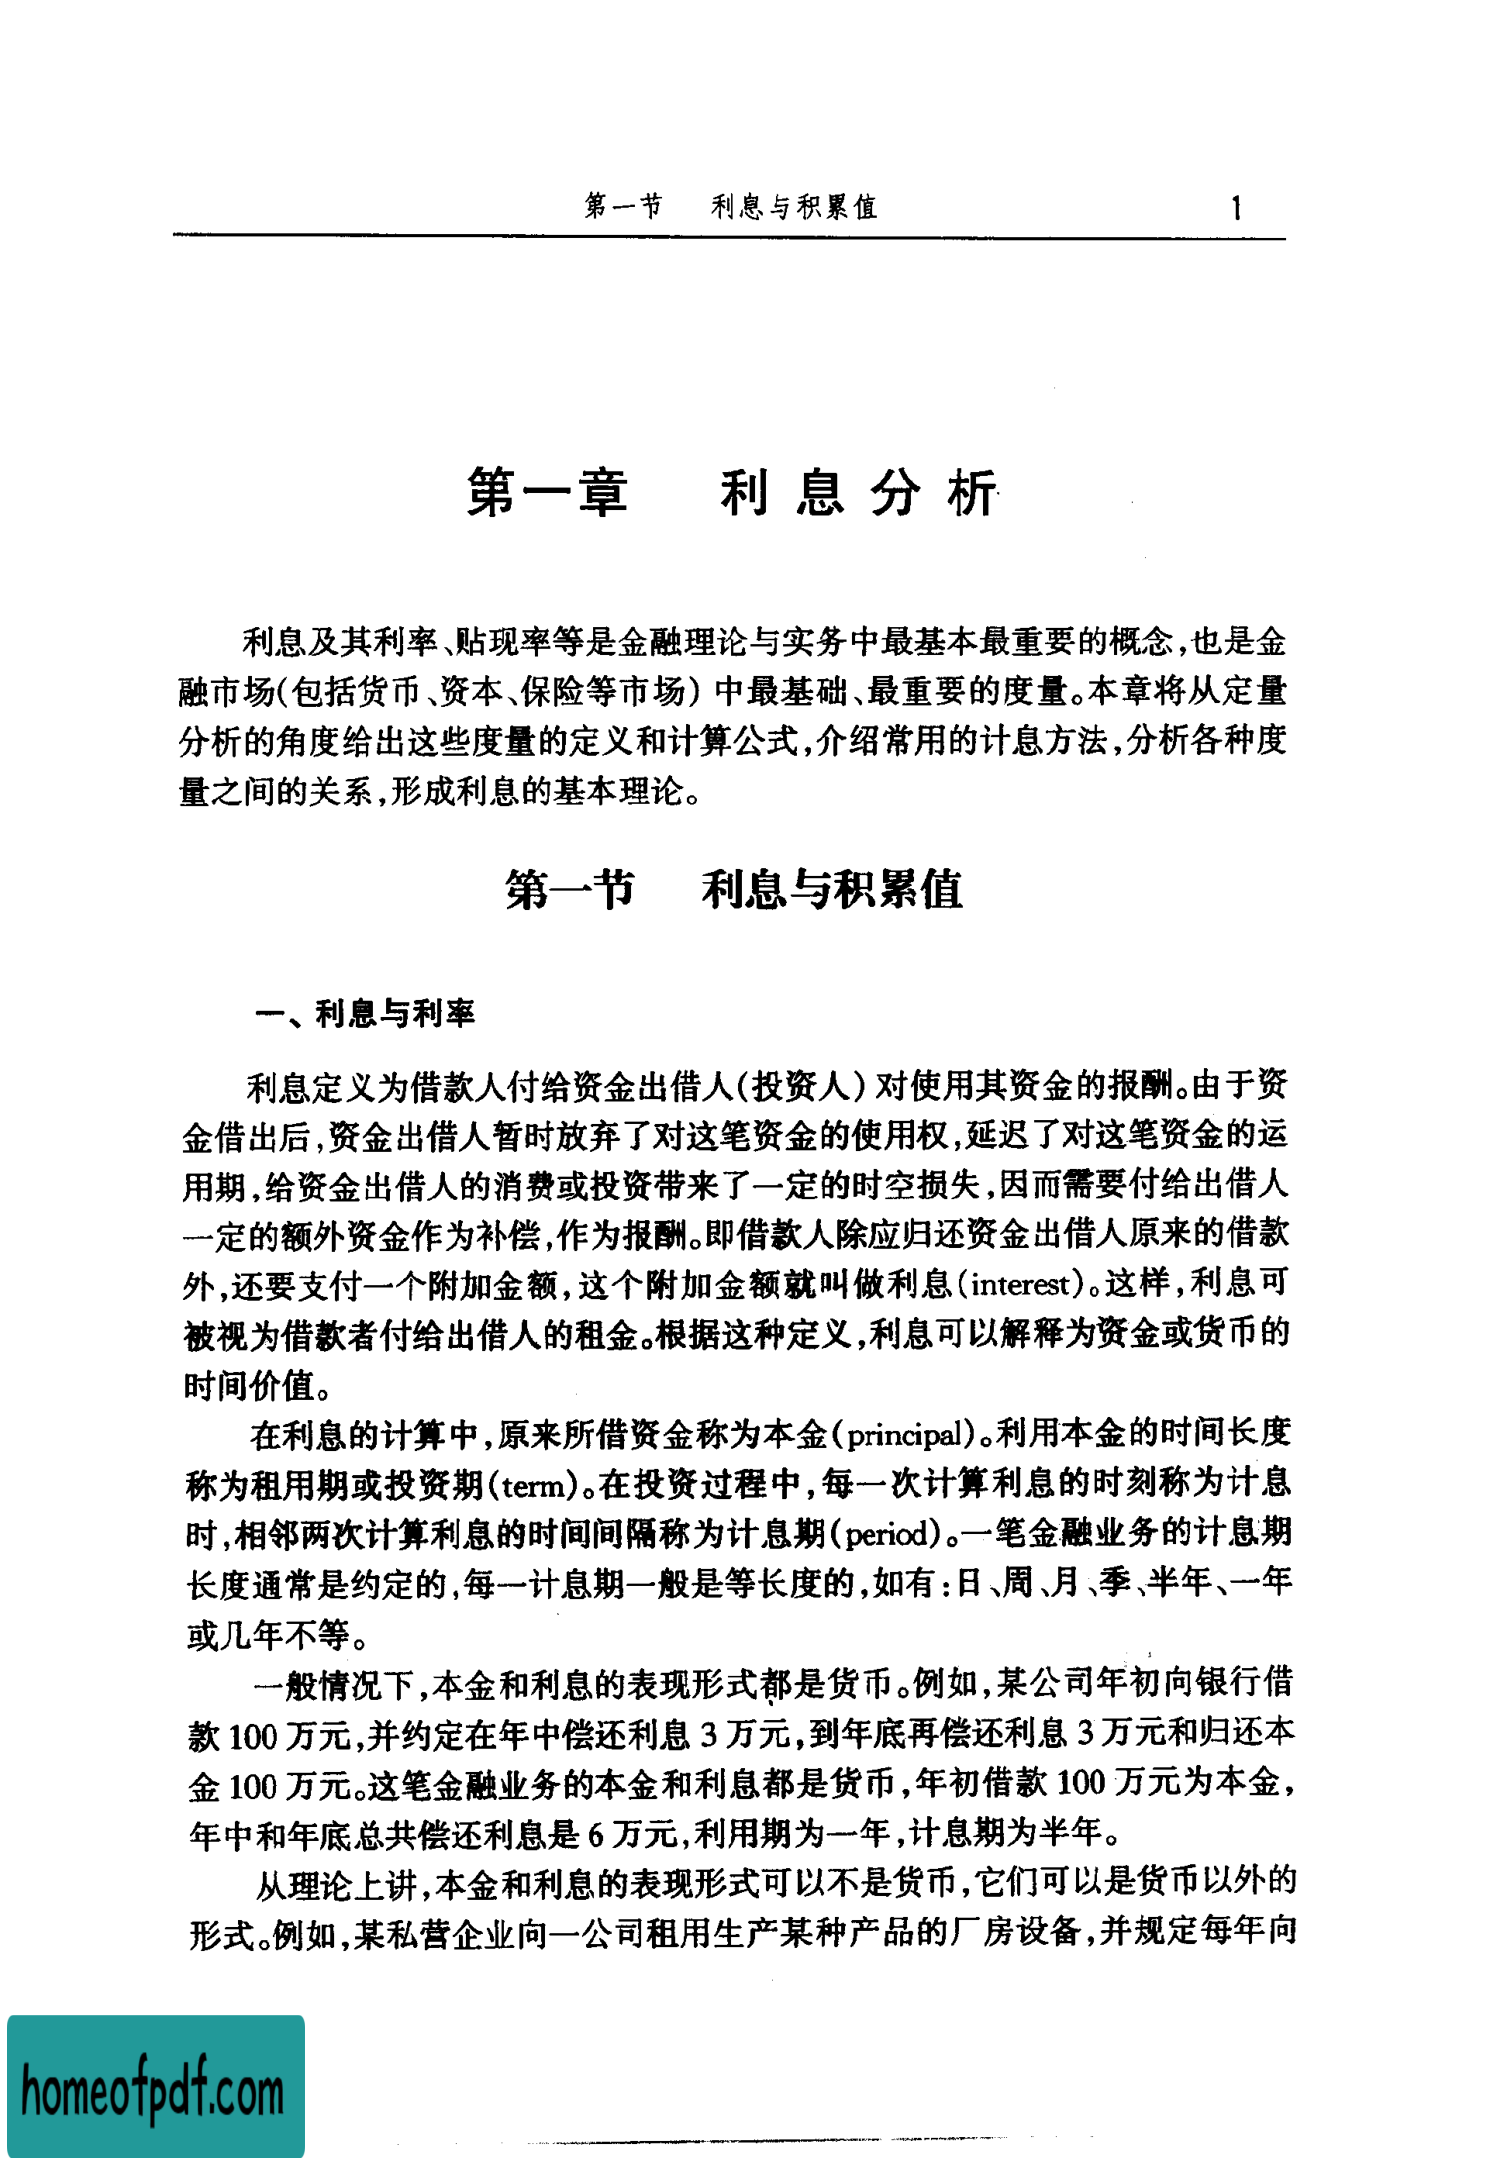 第一节　利息与积累值　1
第一章　利息分析
利息及其利率、贴现率等是金融理论与实务中最基本最重要的概念,也是金
融市场(包括货币、资本、保险等市场)中最基础、最重要的度量。本章将从定量
分析的角度给出这些度量的定义和计算公式,介绍常用的计息方法,分析各种度
量之间的关系,形成利息的基本理论。
第一节　利息与积累值
一、利息与利率
利息定义为借款人付给资金出借人(投资人)对使用其资金的报酬。由于资
金借出后,资金出借人暂时放弃了对这笔资金的使用权,延迟了对这笔资金的运
用期,给资金出借人的消费或投资带来了一定的时空损失,因而需要付给出借人
一定的额外资金作为补偿,作为报酬。即借款人除应归还资金出借人原来的借款
外,还要支付一个附加金额,这个附加金额就叫做利息(interest)。这样,利息可
被视为借款者付给出借人的租金。根据这种定义,利息可以解释为资金或货币的
时间价值。
在利息的计算中,原来所借资金称为本金(principal)。利用本金的时间长度
称为租用期或投资期(term)。在投资过程中,每一次计算利息的时刻称为计息
时,相邻两次计算利息的时间间隔称为计息期(period)。一笔金融业务的计息期
长度通常是约定的,每一计息期一般是等长度的,如有:日、周、月、季、半年、一年
或几年不等。
一般情况下,本金和利息的表现形式都是货币。例如,某公司年初向银行借
款 100 万元,并约定在年中偿还利息 3 万元,到年底再偿还利息 3 万元和归还本
金 100 万元。这笔金融业务的本金和利息都是货币,年初借款 100 万元为本金,
年中和年底总共偿还利息是 6 万元,利用期为一年,计息期为半年。
从理论上讲,本金和利息的表现形式可以不是货币,它们可以是货币以外的
形式。例如,某私营企业向一公司租用生产某种产品的厂房设备,并规定每年向
homeofpdf.com